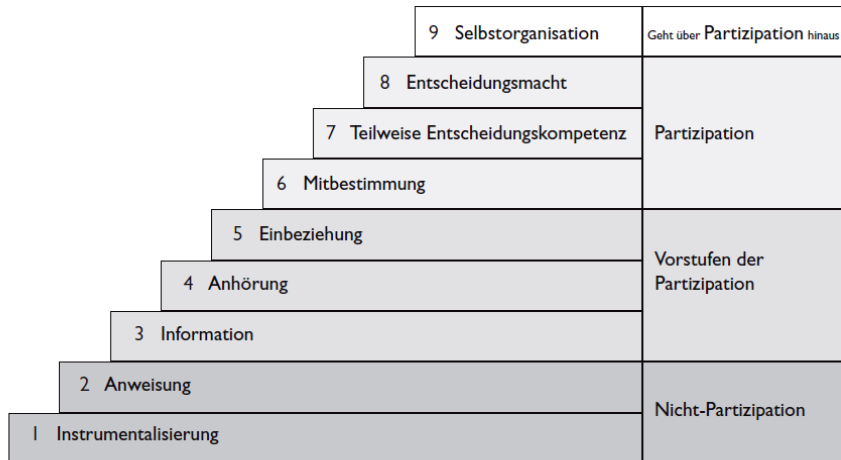 9 Selbstorganisation
Geht über Partizipation hinaus
8 Entscheidungsmacht
7 Teilweise Entscheidungskompetenz
Partizipation
6 Mitbestimmung
5 Einbeziehung
4 Anhörung
Vorstufen der
Partizipation
3 Information
2 Anweisung
1 Instrumentalisierung
Nicht-Partizipation